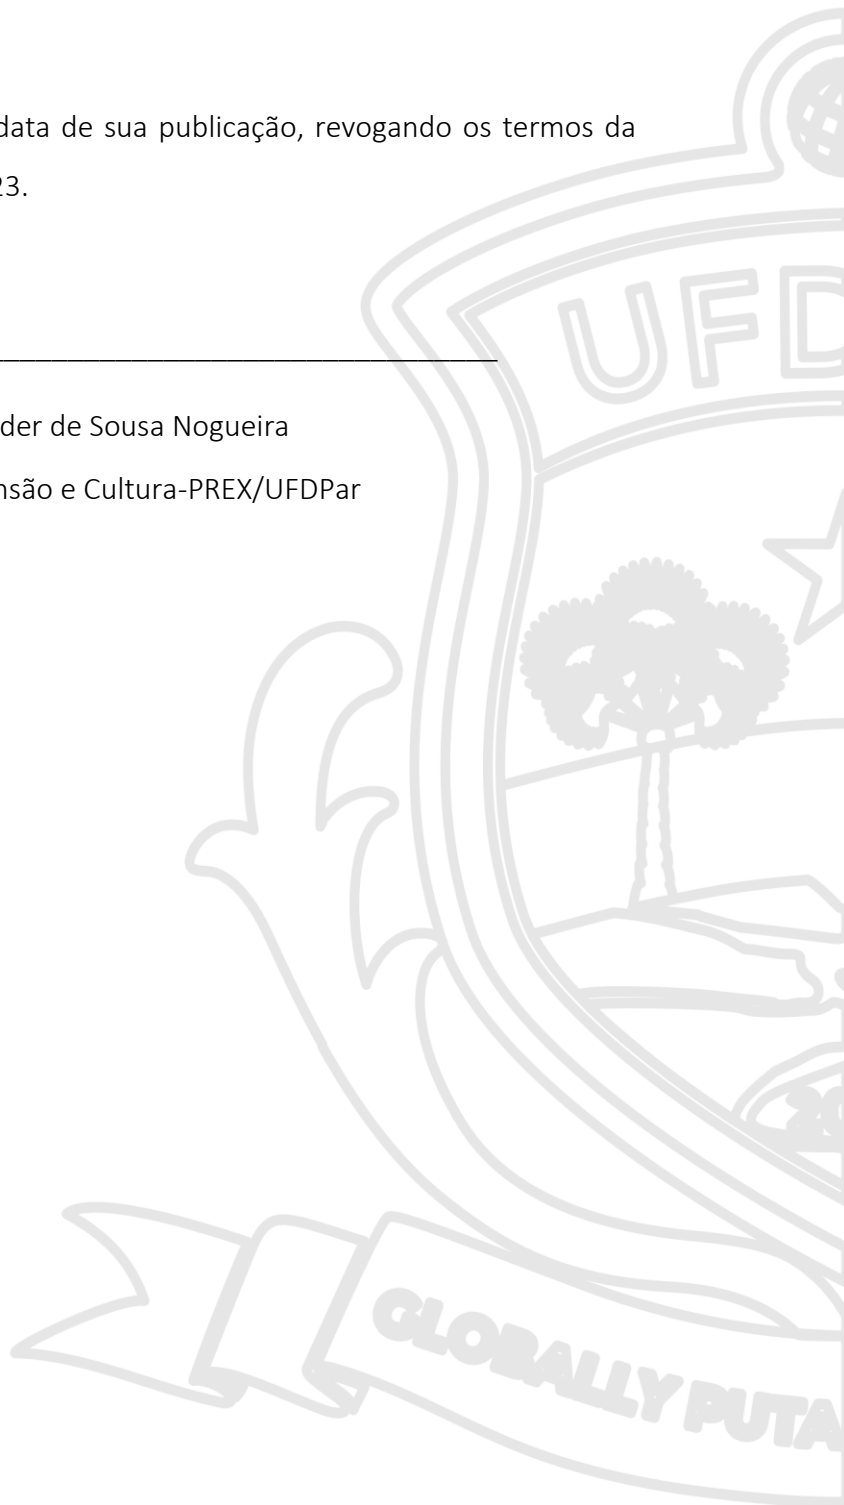 data de sua publicação, revogando os termos da
23.
der de Sousa Nogueira
nsão e Cultura-PREX/UFDPar
UFD
20
GLOBALLY PUTA